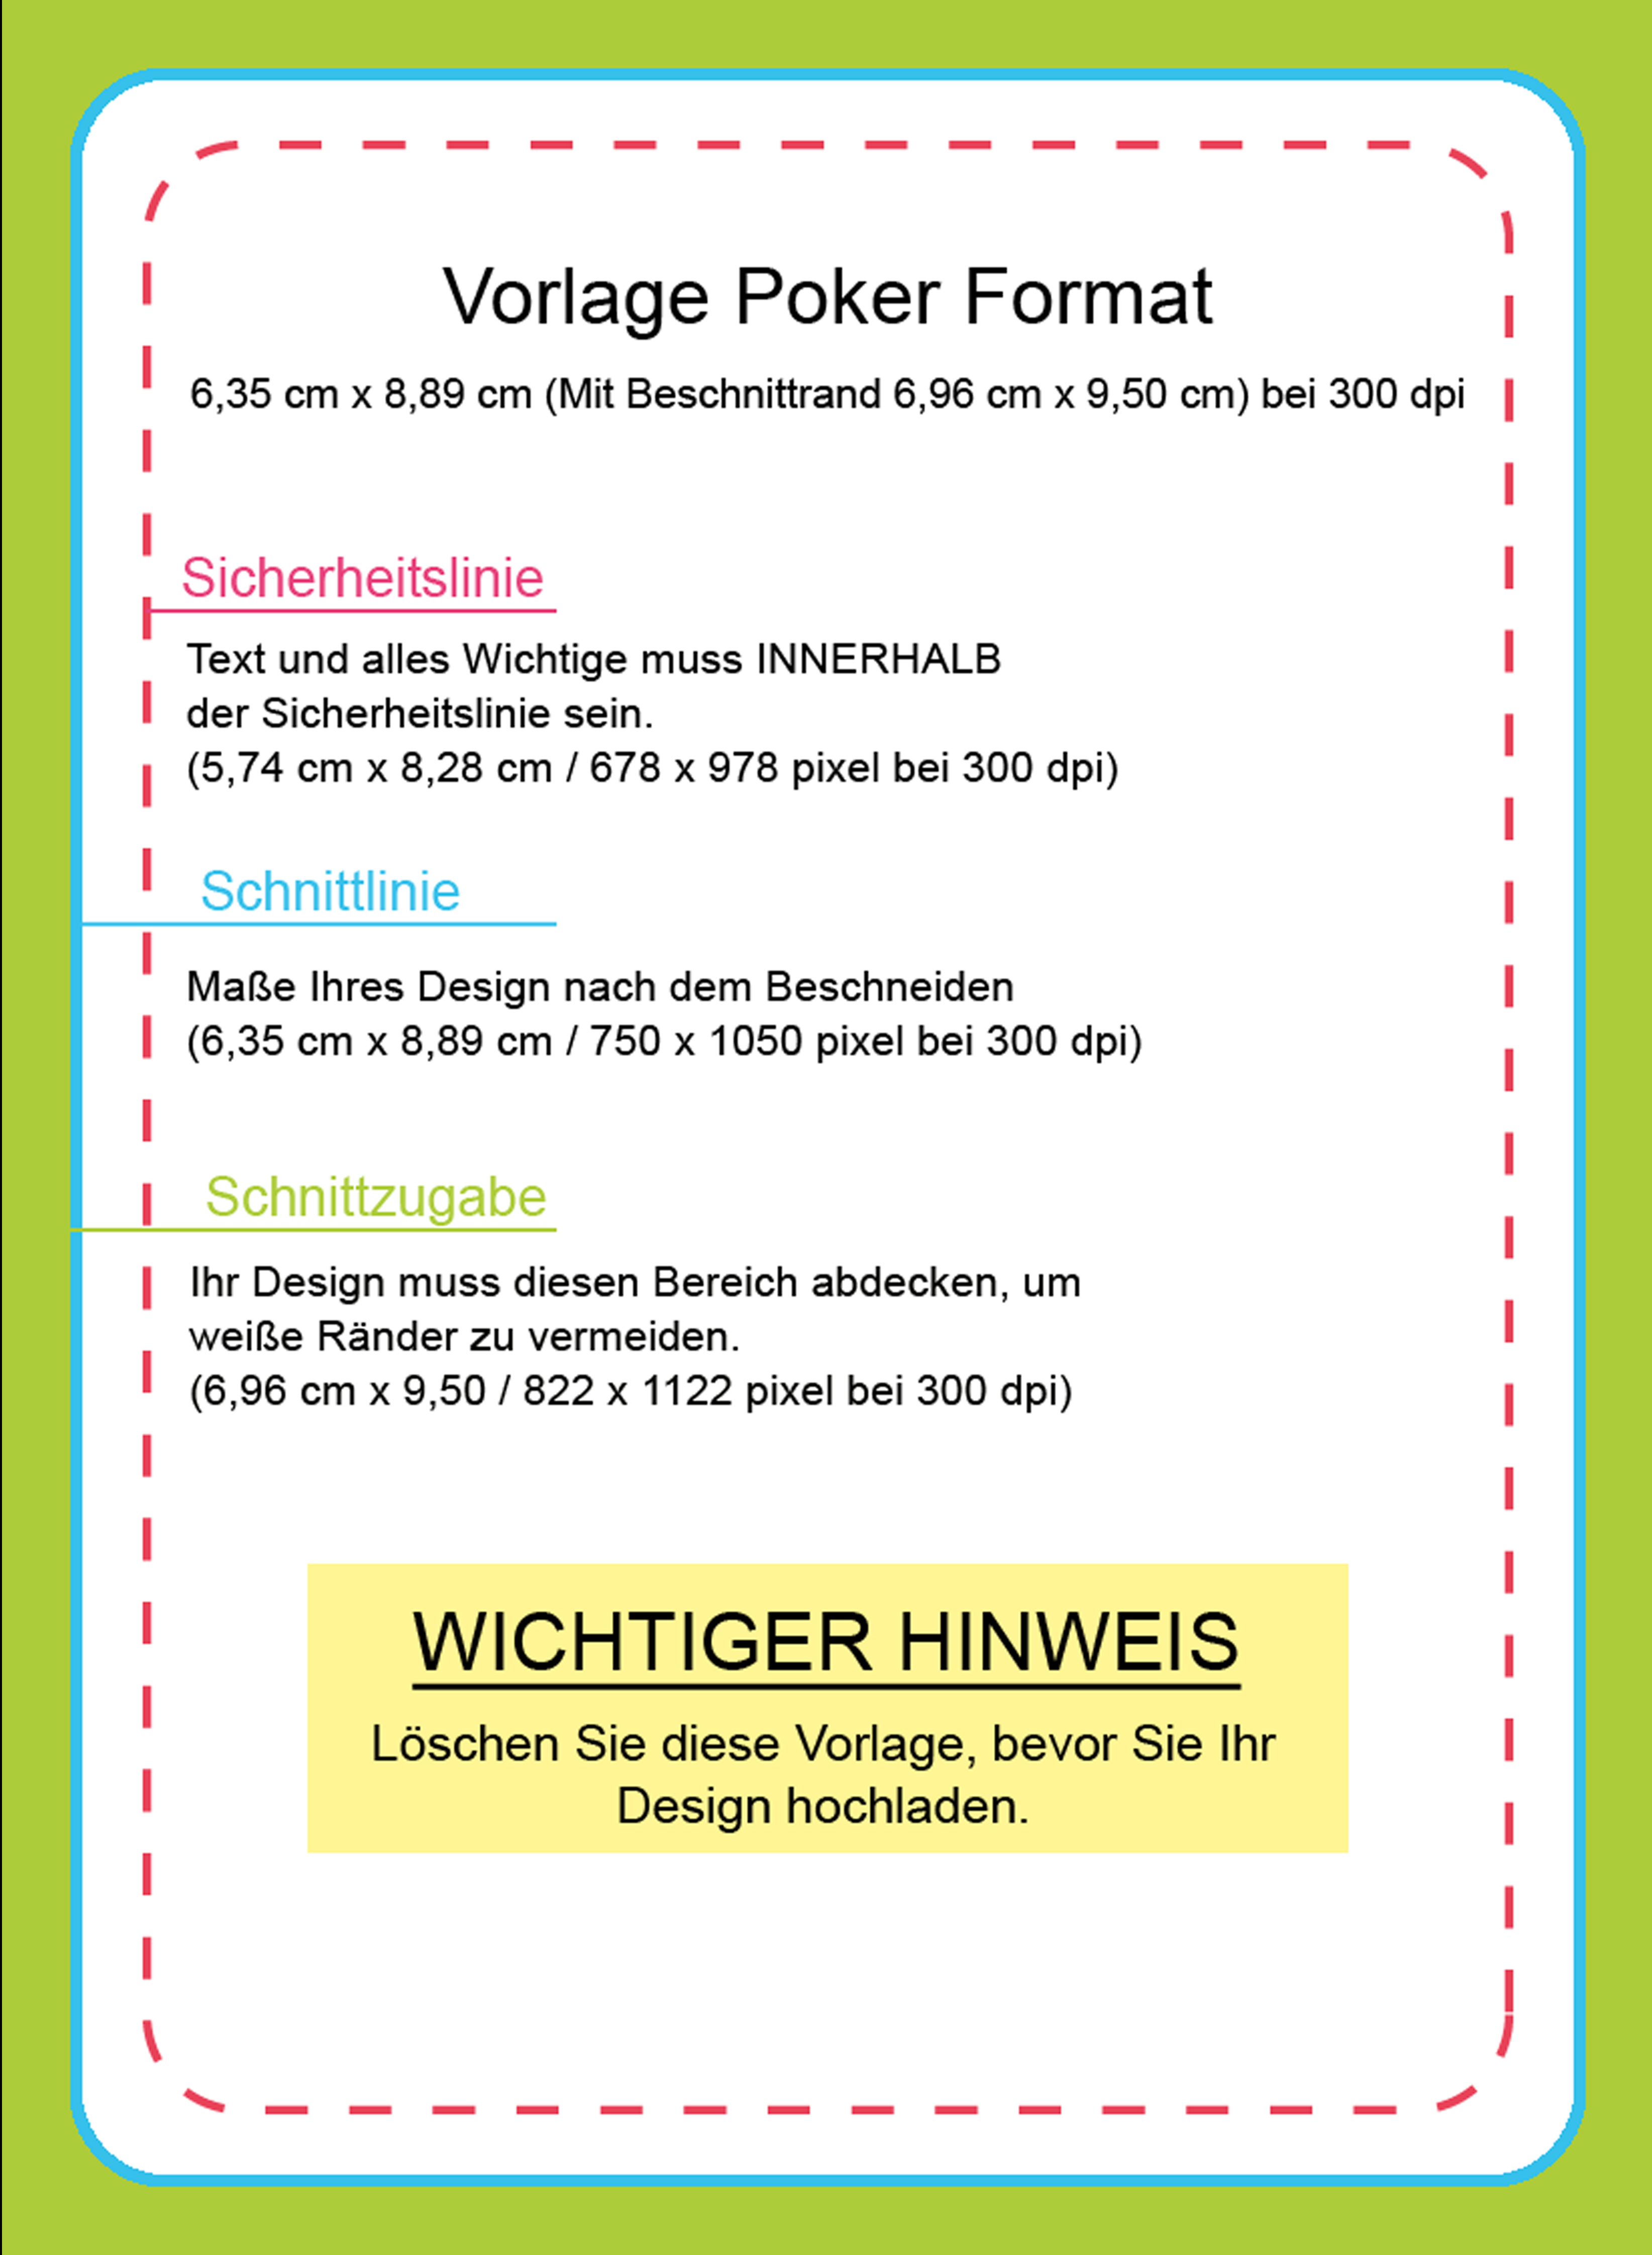 Vorlage Poker Format
6,35 cm x 8,89 cm (Mit Beschnittrand 6,96 cm x 9,50 cm) bei 300 dpi
Sicherheitslinie
Text und alles Wichtige muss INNERHALB
der Sicherheitslinie sein.
(5,74 cm x 8,28 cm / 678 x 978 pixel bei 300 dpi)
Schnittlinie
Maße Ihres Design nach dem Beschneiden
(6,35 cm x 8,89 cm / 750 x 1050 pixel bei 300 dpi)
Schnittzugabe
Ihr Design muss diesen Bereich abdecken, um
weiße Ränder zu vermeiden.
(6,96 cm x 9,50 / 822 x 1122 pixel bei 300 dpi)
WICHTIGER HINWEIS
Löschen Sie diese Vorlage, bevor Sie Ihr
Design hochladen.